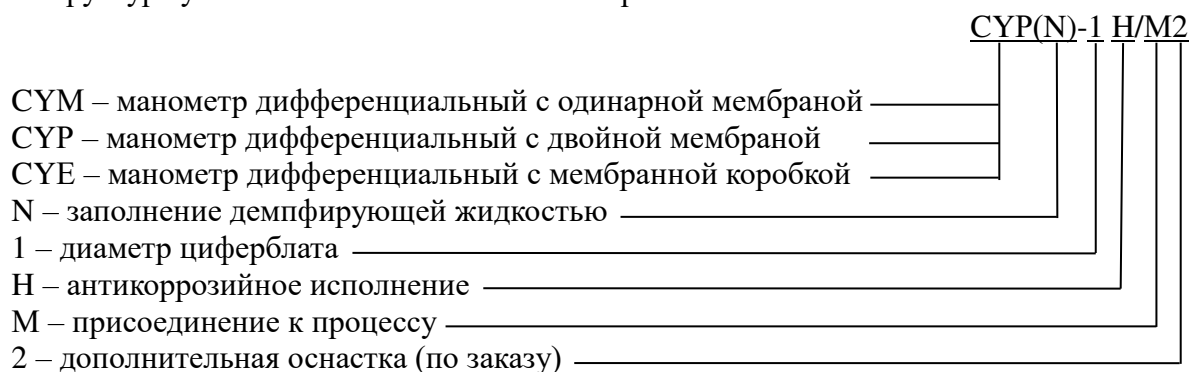 CYP(N)-1 H/M2
CYM – манометр дифференциальный с одинарной мембраной
CYP – манометр дифференциальный с двойной мембраной
CYE – манометр дифференциальный с мембранной коробкой
N – заполнение демпфирующей жидкостью
1 – диаметр циферблата
H – антикоррозийное исполнение
M – присоединение к процессу
2 – дополнительная оснастка (по заказу)